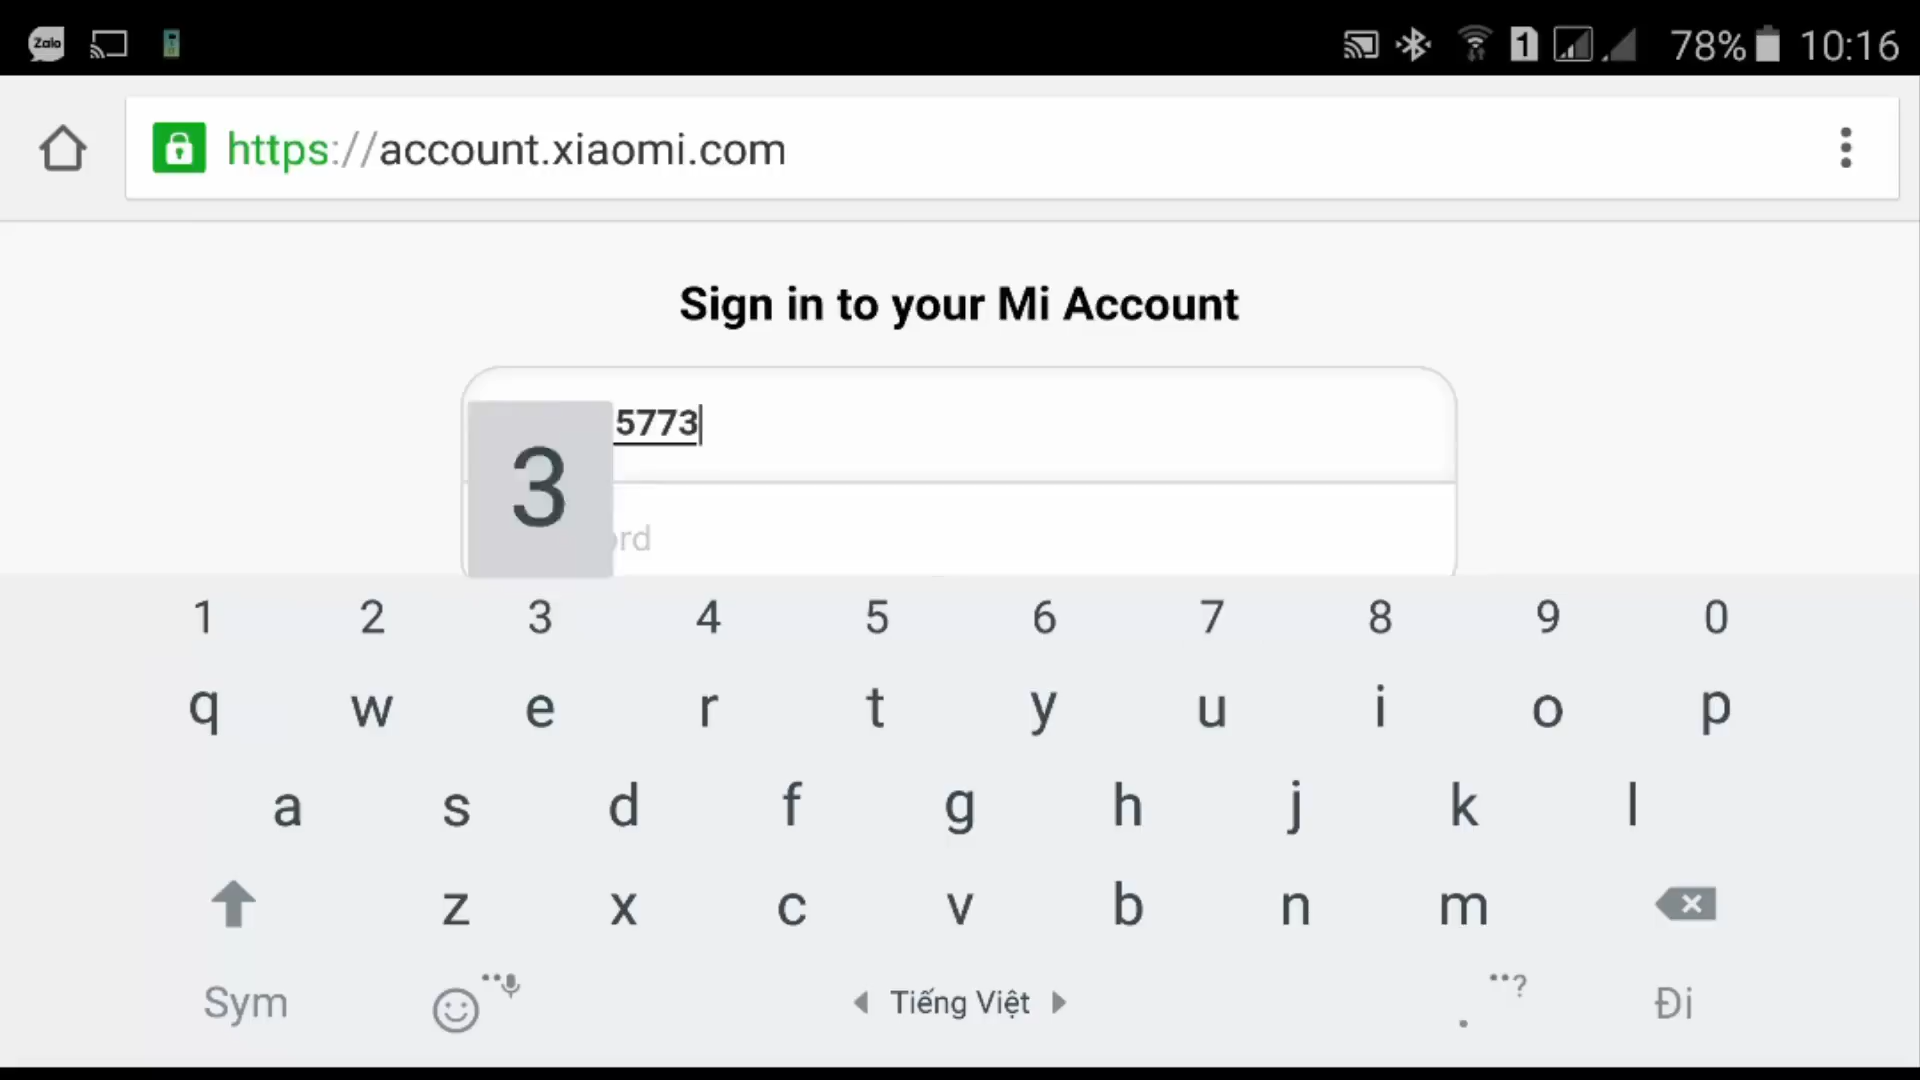 Zalo
1 78% 10:16
https://account.xiaomi.com
Sign in to your Mi Account
5773
3
rd
1 2 3 4 5 6 7 8 9 0
q w e r t y u i o p
a s d f g h j k l
z x c v b n m
Sym Tiếng Việt . ? Đi